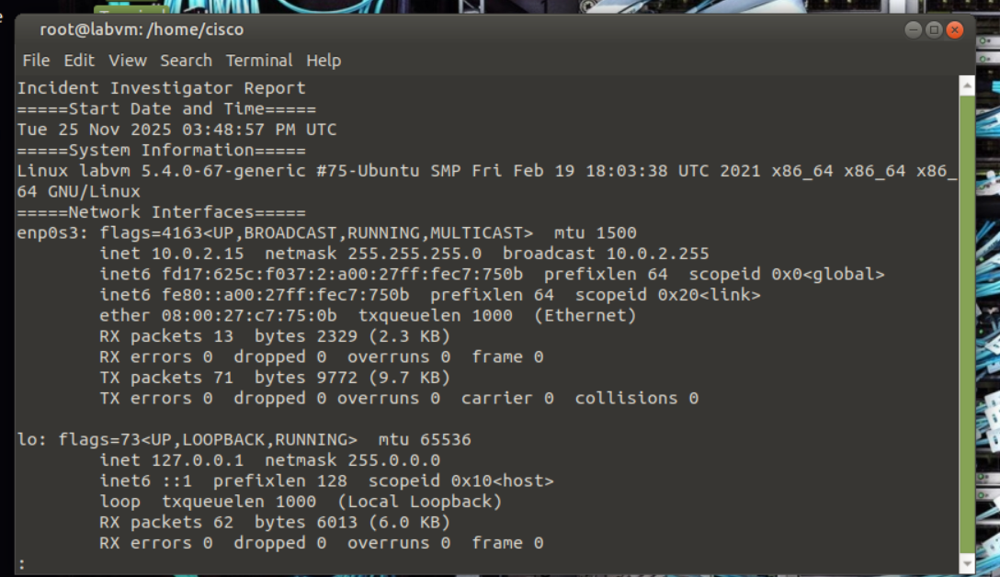 root@labvm: /home/cisco
File Edit View Search Terminal Help
Incident Investigator Report
=====Start Date and Time=====
Tue 25 Nov 2025 03:48:57 PM UTC
=====System Information=====
Linux labvm 5.4.0-67-generic #75-Ubuntu SMP Fri Feb 19 18:03:38 UTC 2021 x86_64 x86_64 x86_
64 GNU/Linux
=====Network Interfaces=====
enp0s3: flags=4163<UP,BROADCAST,RUNNING,MULTICAST>  mtu 1500
        inet 10.0.2.15  netmask 255.255.255.0  broadcast 10.0.2.255
        inet6 fd17:625c:f037:2:a00:27ff:fec7:750b  prefixlen 64  scopeid 0x0<global>
        inet6 fe80::a00:27ff:fec7:750b  prefixlen 64  scopeid 0x20<link>
        ether 08:00:27:c7:75:0b  txqueuelen 1000  (Ethernet)
        RX packets 13  bytes 2329 (2.3 KB)
        RX errors 0  dropped 0  overruns 0  frame 0
        TX packets 71  bytes 9772 (9.7 KB)
        TX errors 0  dropped 0 overruns 0  carrier 0  collisions 0

lo: flags=73<UP,LOOPBACK,RUNNING>  mtu 65536
        inet 127.0.0.1  netmask 255.0.0.0
        inet6 ::1  prefixlen 128  scopeid 0x10<host>
        loop  txqueuelen 1000  (Local Loopback)
        RX packets 62  bytes 6013 (6.0 KB)
        RX errors 0  dropped 0  overruns 0  frame 0
: